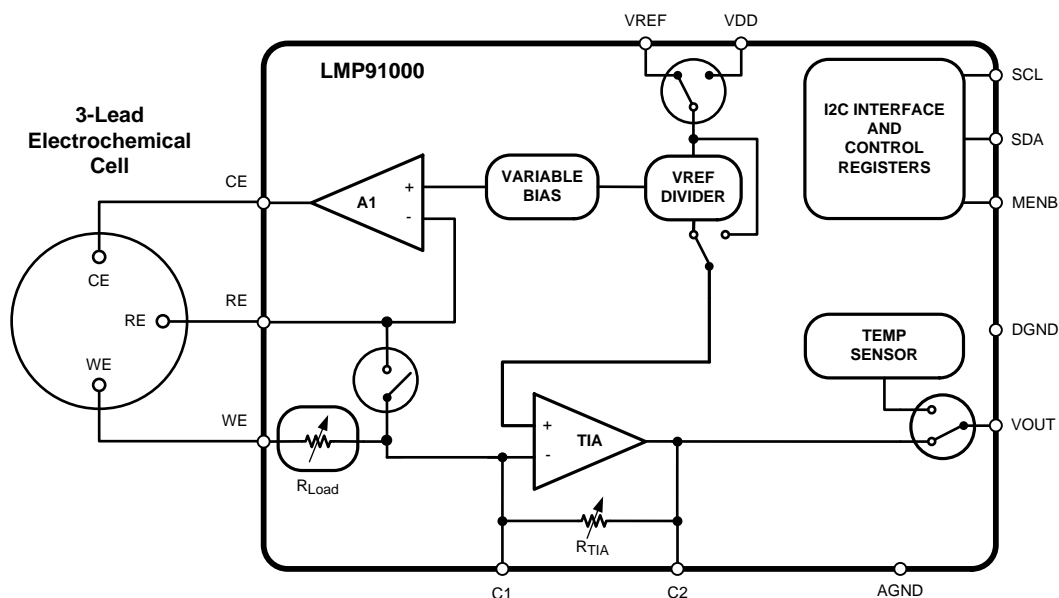 VREF
VDD
LMP91000
SCL
3-Lead
Electrochemical
Cell
I2C INTERFACE
AND
CONTROL
REGISTERS
SDA
CE
+
A1
-
VARIABLE
BIAS
VREF
DIVIDER
MENB
CE
RE
RE
DGND
TEMP
SENSOR
WE
WE
VOUT
+
TIA
-
RLoad
RTIA
C1
C2
AGND